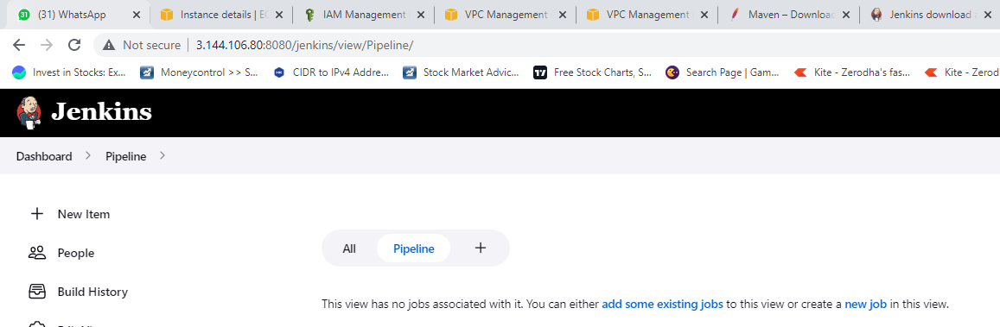 (31) WhatsApp
Instance details | E
IAM Management
VPC Management
VPC Management
Maven – Downloa
Jenkins download
Not secure | 3.144.106.80:8080/jenkins/view/Pipeline/
Invest in Stocks: Ex...
Moneycontrol >> S...
CIDR to IPv4 Addre...
Stock Market Advic...
Free Stock Charts, S...
Search Page | Gam...
Kite - Zerodha's fas...
Kite - Zerod
Jenkins
Dashboard > Pipeline >
New Item
People
Build History
All
Pipeline
+
This view has no jobs associated with it. You can either add some existing jobs to this view or create a new job in this view.